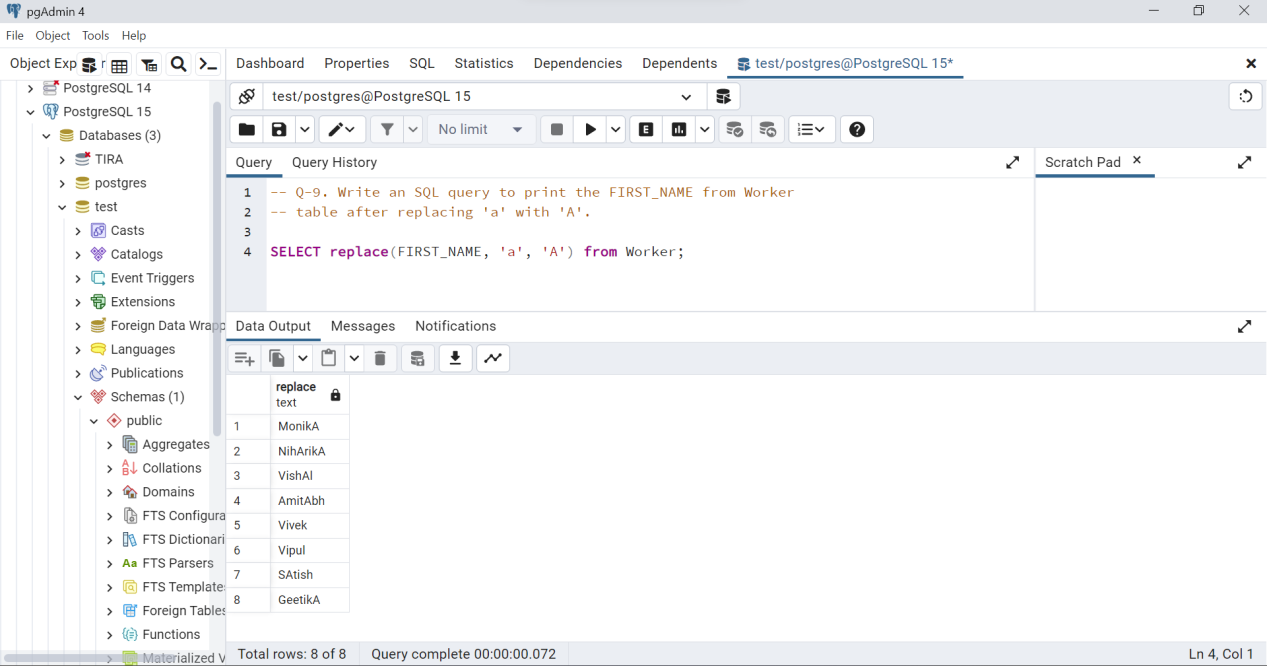 pgAdmin 4
File Object Tools Help
Object Exp
Dashboard Properties SQL Statistics Dependencies Dependents test/postgres@PostgreSQL 15*
PostgreSQL 14
PostgreSQL 15
Databases (3)
TIRA
postgres
test
Casts
Catalogs
Event Triggers
Extensions
Foreign Data Wrapp
Languages
Publications
Schemas (1)
public
Aggregates
Collations
Domains
FTS Configura
FTS Dictionari
Aa FTS Parsers
FTS Template
Foreign Tables
Functions
Materialized V
test/postgres@PostgreSQL 15
No limit
E
Query Query History
Scratch Pad
1 -- Q-9. Write an SQL query to print the FIRST_NAME from Worker
2 -- table after replacing 'a' with 'A'.
3
4 SELECT replace(FIRST_NAME, 'a', 'A') from Worker;
Data Output Messages Notifications
replace
text
1 MonikA
2 NihArikA
3 VishAl
4 AmitAbh
5 Vivek
6 Vipul
7 SAtish
8 GeetikA
Total rows: 8 of 8 Query complete 00:00:00.072 Ln 4, Col 1